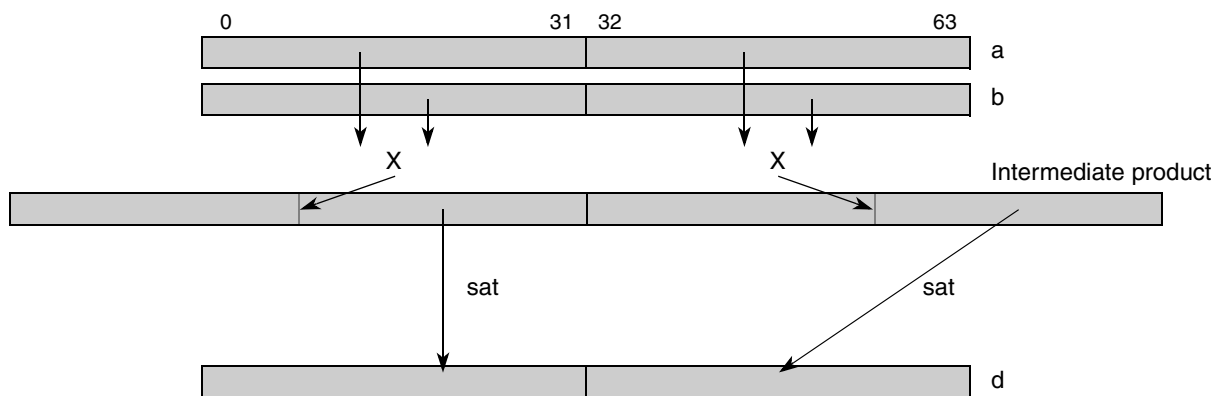 0 31 32 63
a
b
X X
Intermediate product
sat sat
d